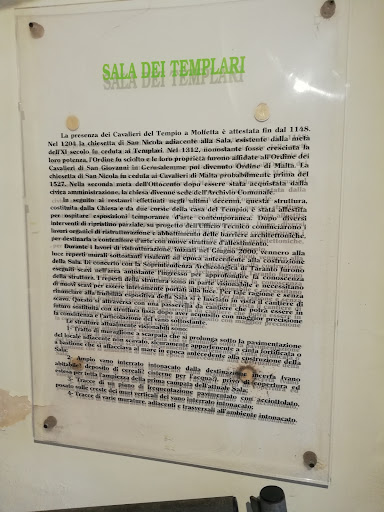 SALA DEI TEMPLARI
La presenza dei Cavalieri del Tempio a Molfetta è attestata fin dal 1148.
Nel 1204 la chiesetta di San Nicola adiacente alla Sala, esistente dalla metà
dell'XI secolo fu ceduta ai Templari. Nel 1312, nonostante fosse cresciuta la
loro potenza, l'Ordine fu sciolto e le loro proprietà furono affidate all'Ordine dei
Cavalieri di San Giovanni in Gerusalemme poi divenuto Ordine di Malta. La
chiesetta di San Nicola fu ceduta ai Cavalieri di Malta probabilmente prima del
1527. Nella seconda metà dell'Ottocento dopo essere stata acquistata dalla
civica amministrazione, la chiesa divenne sede dell'Archivio Comunale.
In seguito ai restauri effettuati negli ultimi decenni, questa struttura,
costituita dalla Chiesa e da due curse della casa del Tempio, è stata allestita
per ospitare esposizioni temporanee d'arte contemporanea. Dopo diversi
interventi di ripristino parziale, su progetto dell'Ufficio Tecnico cominciarono i
lavori organici di ristrutturazione e abbattimento delle barriere architettoniche,
per destinarla a contenitore d'arte con nuove strutture d'allestimento.
Durante i lavori di ristrutturazione, iniziati nel Giugno 2000, vennero alla
luce reperti murali sottostanti risalenti ad epoca antecedente alla costruzione
della Sala. Di concerto con la Soprintendenza Archeologica di Taranto furono
eseguiti scavi nell'area antistante l'ingresso per approfondire la conoscenza
della struttura. I reperti della struttura sono in parte visibili e necessitano
di nuovi scavi per essere interamente portati alla luce. Per tale ragione e senza
rinunciare alla fruibilità espositiva della Sala si è lasciato in vista il cantiere di
scavo. Questo si attraversa con una passerella da cantiere che potrà essere in
futuro sostituita con struttura fissa dopo aver acquisito con maggior precisione
la consistenza e l'articolazione del vano sottostante.
Le strutture attualmente visionabili sono:
1- Tratto di muraglione a scarpata che si prolunga sotto la pavimentazione
del locale adiacente non scavato, sicuramente appartenente a cinta fortificata o
a bastione che si affacciava al mare in epoca antecedente alla costruzione della
Sala;
2- Ampio vano interrato intonacato dalla destinazione incerta (vano
abitabile? deposito di cereali? cisterne per l'acqua?), privo di copertura ed
esteso per tutta l'ampiezza della prima campata dell'attuale Sala.
3- Tracce di un piano di frequentazione pavimentato con acciottolato,
posto sulle creste dei muri verticali del vano interrato intonacato.
4- Tracce di varie murature, adiacenti e trasversali all'ambiente intonacato.